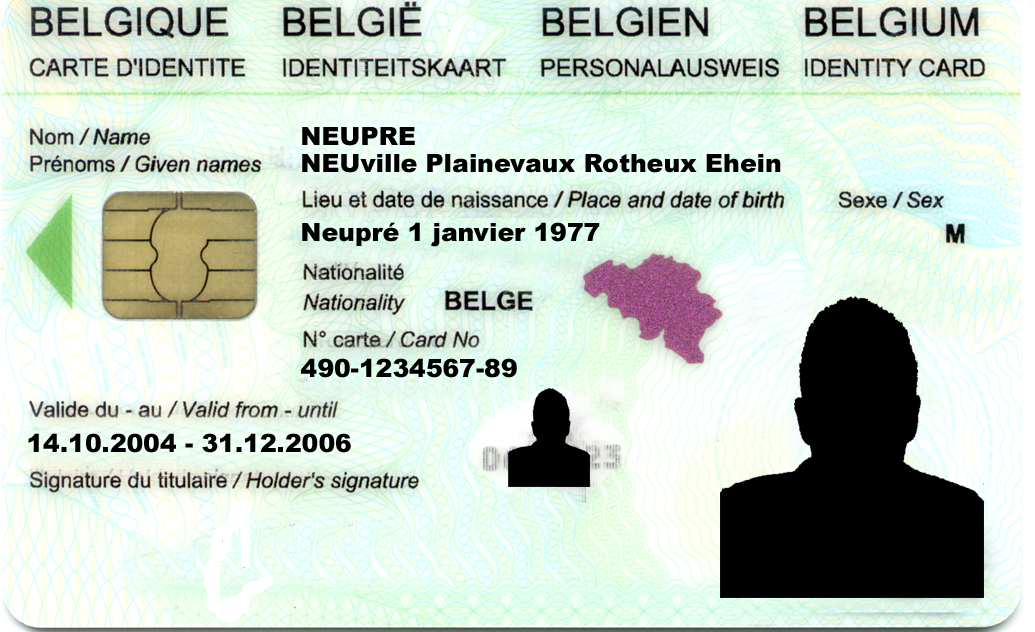 BELGIQUE BELGIË BELGIEN BELGIUM
CARTE D'IDENTITE IDENTITEITSKAART PERSONALAUSWEIS IDENTITY CARD
Nom / Name NEUPRE
Prénoms / Given names NEUville Plainevaux Rotheux Ehein
Lieu et date de naissance / Place and date of birth Sexe / Sex
Neupré 1 janvier 1977 M
Nationalité
Nationality BELGE
N° carte / Card No
490-1234567-89
Valide du - au / Valid from - until
14.10.2004 - 31.12.2006
Signature du titulaire / Holder's signature